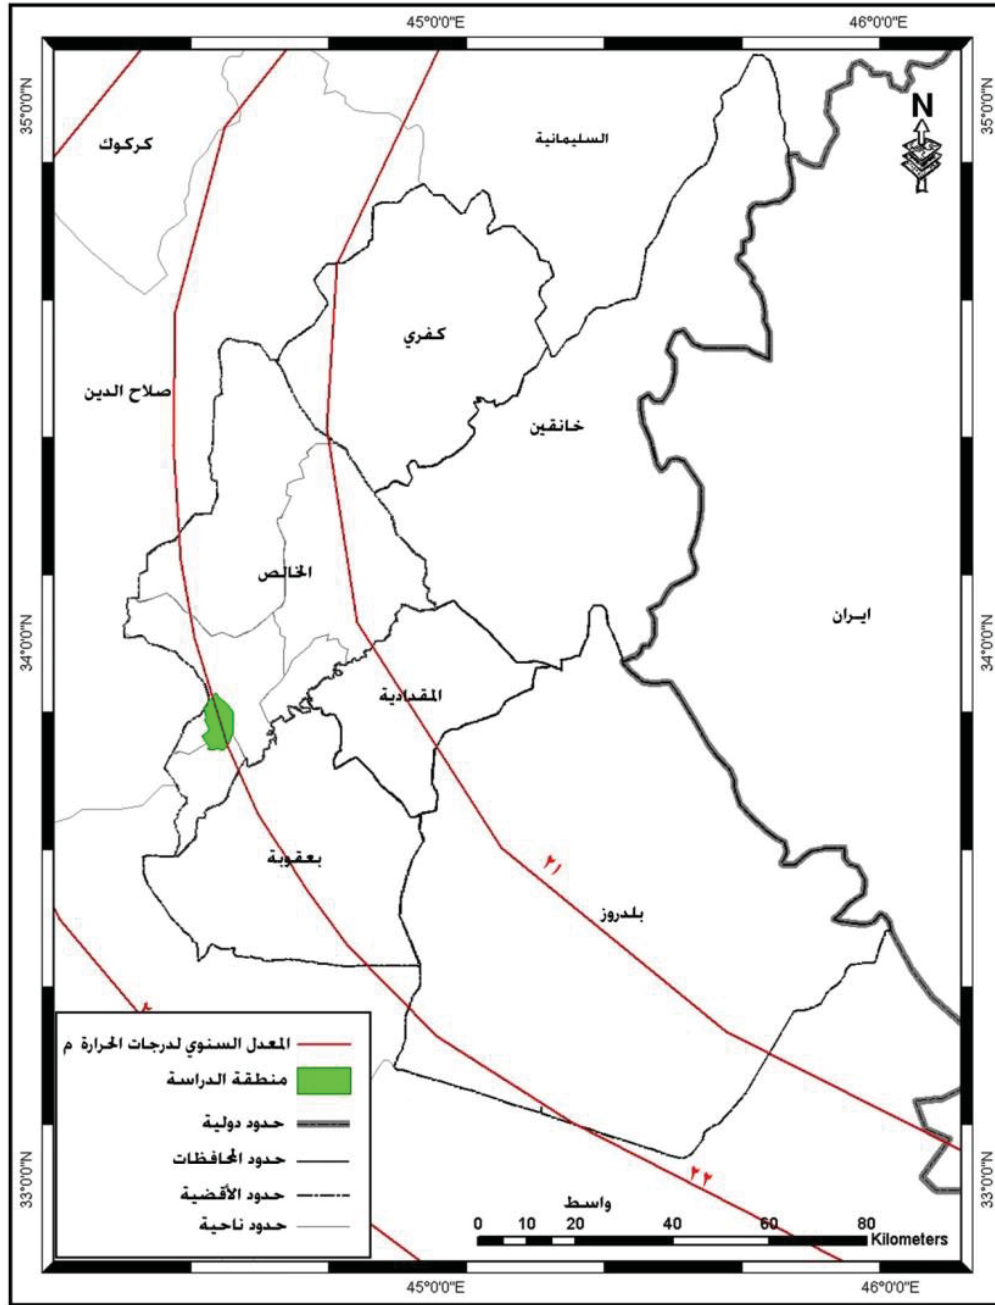 45°0'0"E
46°0'0"E
35°0'0"N
35°0'0"N
N
السليمانية
كركوك
كفري
صلاح الدين
خانقين
الخالص
ايران
34°0'0"N
34°0'0"N
المقدادية
بعقوبة
٢١
بلدروز
المعدل السنوي لدرجات الحرارة م
منطقة الدراسة
حدود دولية
حدود المحافظات
حدود الأقضية
حدود ناحية
33°0'0"N
33°0'0"N
٢٢
واسط
0 10 20 40 60 80
Kilometers
45°0'0"E
46°0'0"E